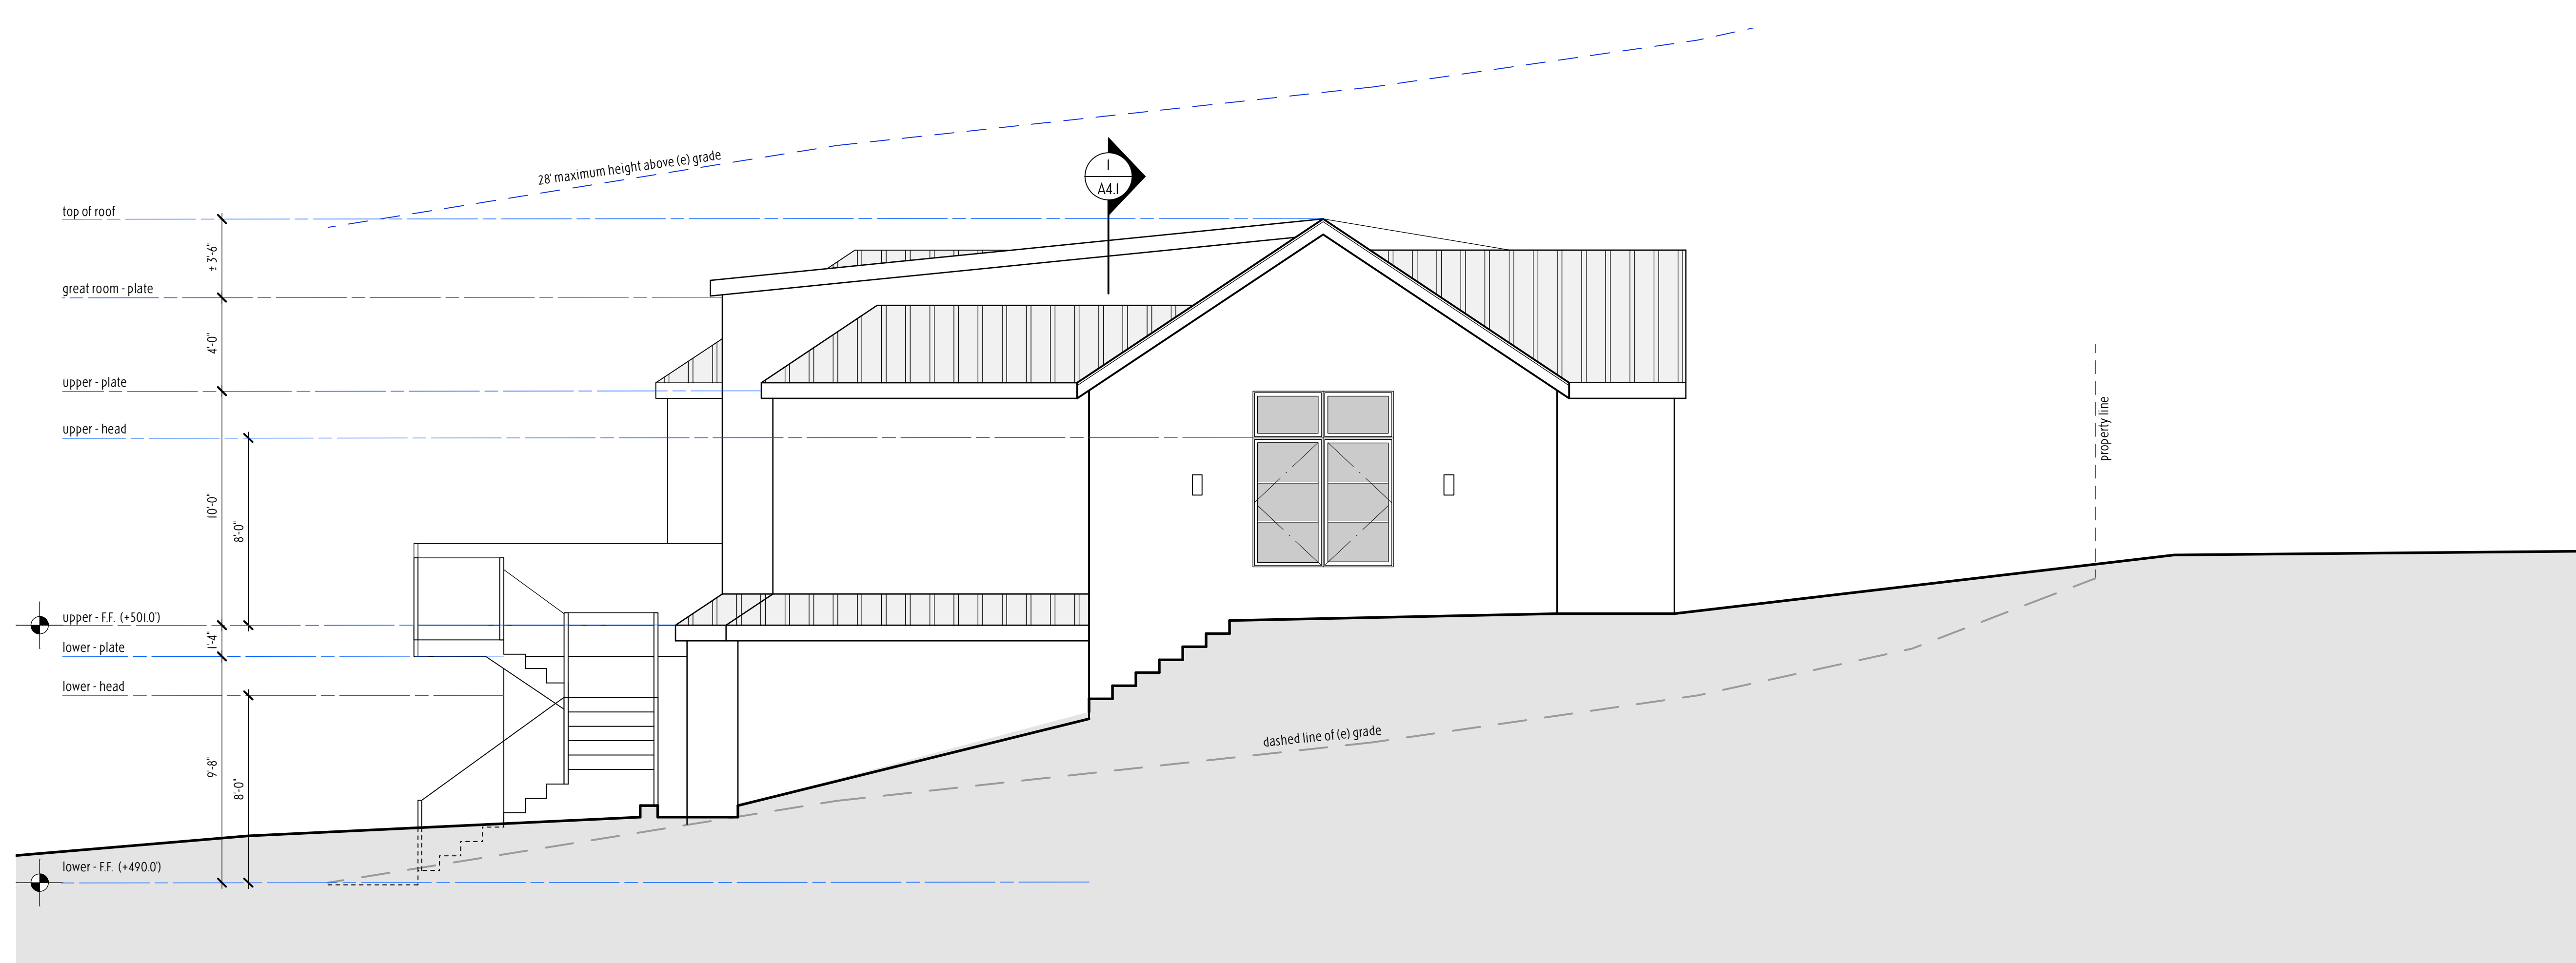 28' maximum height above (e) grade
1
A4.1
top of roof
± 3'-6"
great room - plate
4'-0"
upper - plate
upper - head
10'-0"
8'-0"
property line
upper - F.F. (+501.0')
1'-4"
lower - plate
lower - head
dashed line of (e) grade
9'-8"
8'-0"
lower - F.F. (+490.0')